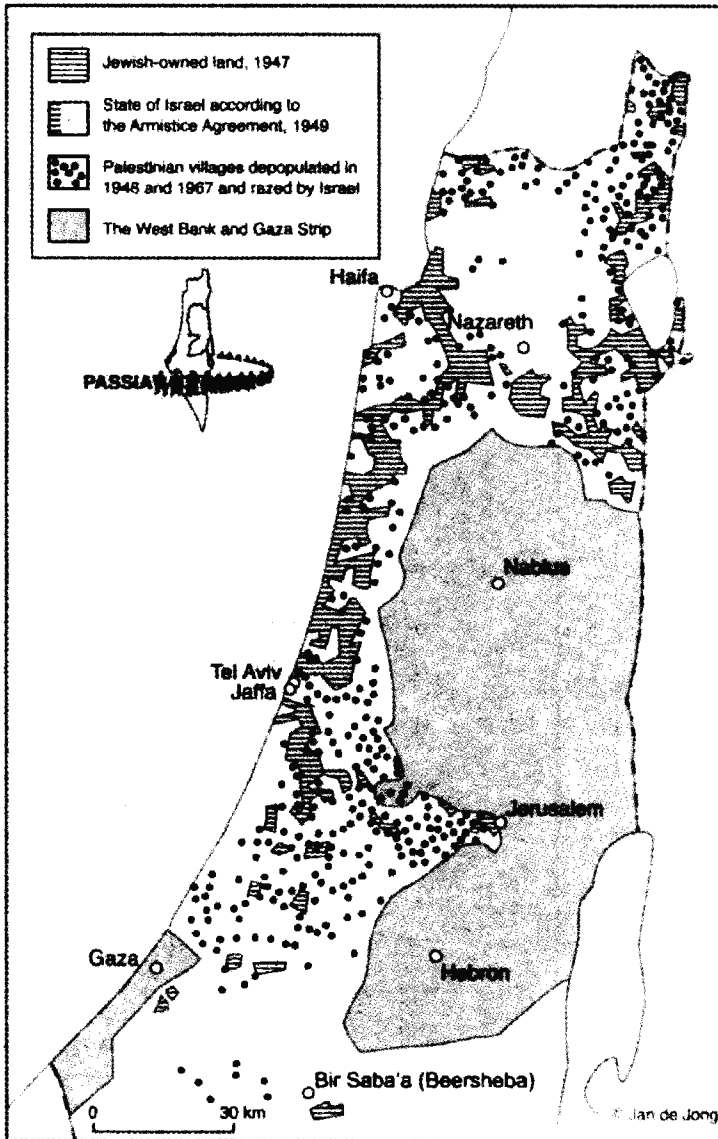 Jewish-owned land, 1947
State of Israel according to
the Armistice Agreement, 1949
Palestinian villages depopulated in
1948 and 1967 and razed by Israel
The West Bank and Gaza Strip
Haifa
Nazareth
PASSIA
Nablus
Tel Aviv
Jaffa
Jerusalem
Gaza
Hebron
Bir Saba'a (Beersheba)
0 30 km
© Jan de Jong